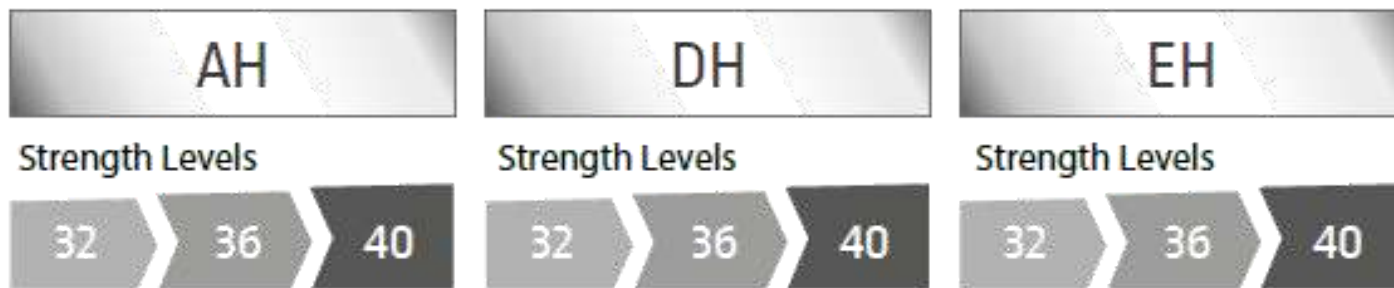 AH DH EH
Strength Levels Strength Levels Strength Levels
32 36 40 32 36 40 32 36 40